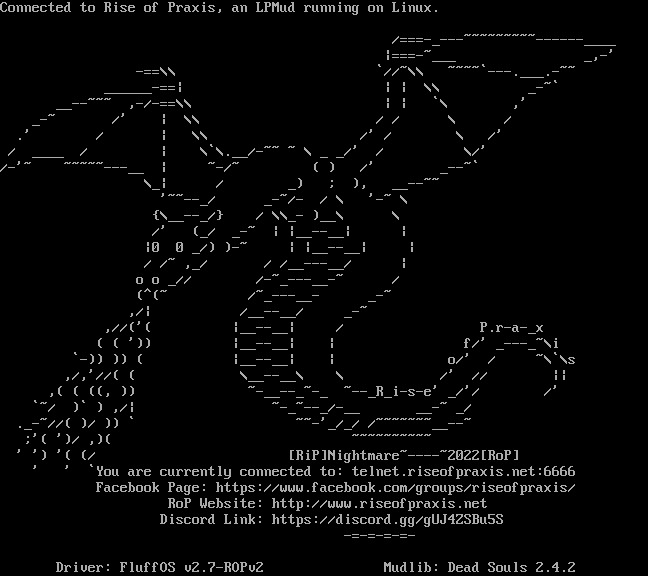 Connected to Rise of Praxis, an LPMud running on Linux.
P.r-a-_x
f
i
s
_R_i-s-e'
[RiP]Nightmare~----~2022[RoP]
You are currently connected to: telnet.riseofpraxis.net:6666
Facebook Page: https://www.facebook.com/groups/riseofpraxis/
RoP Website: http://www.riseofpraxis.net
Discord Link: https://discord.gg/gUJ4ZSBu5S
-=-=-=-=-
Driver: FluffOS v2.7-ROPv2 Mudlib: Dead Souls 2.4.2